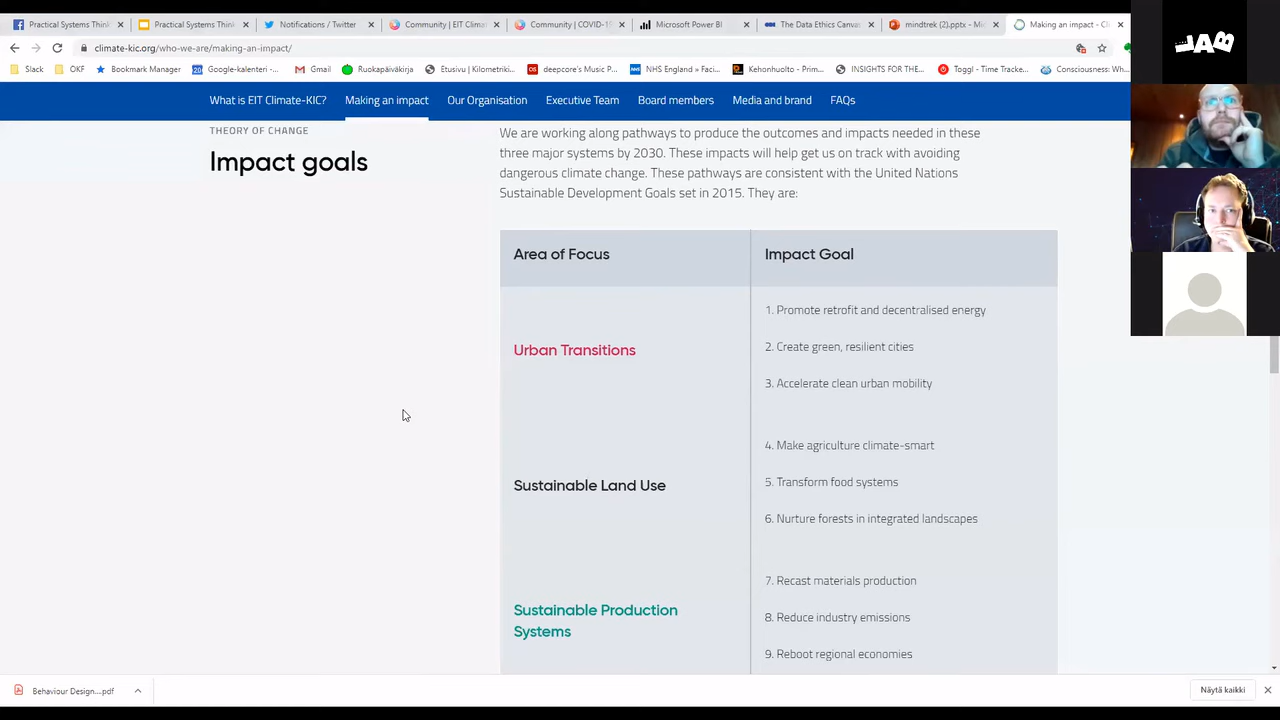 Practical Systems Think
Practical Systems Think
Notifications / Twitter
Community | EIT Climat
Community | COVID-19
Microsoft Power BI
The Data Ethics Canvas
mindtrek (2).pptx - Mi
Making an impact - Cl
climate-kic.org/who-we-are/making-an-impact/
Slack
OKF
Bookmark Manager
Google-kalenteri - ...
Gmail
Ruokapäiväkirja
Etusivu | Kilometriki...
deepcore's Music P...
NHS England » Faci...
Kehonhuolto - Prim...
INSIGHTS FOR THE...
Toggl - Time Tracke...
Consciousness: Wh
JAB
What is EIT Climate-KIC?
Making an impact
Our Organisation
Executive Team
Board members
Media and brand
FAQs
THEORY OF CHANGE
Impact goals
We are working along pathways to produce the outcomes and impacts needed in these
three major systems by 2030. These impacts will help get us on track with avoiding
dangerous climate change. These pathways are consistent with the United Nations
Sustainable Development Goals set in 2015. They are:
Area of Focus
Impact Goal
Urban Transitions
1. Promote retrofit and decentralised energy
2. Create green, resilient cities
3. Accelerate clean urban mobility
Sustainable Land Use
4. Make agriculture climate-smart
5. Transform food systems
6. Nurture forests in integrated landscapes
Sustainable Production
Systems
7. Recast materials production
8. Reduce industry emissions
9. Reboot regional economies
Behaviour Design....pdf
Näytä kaikki